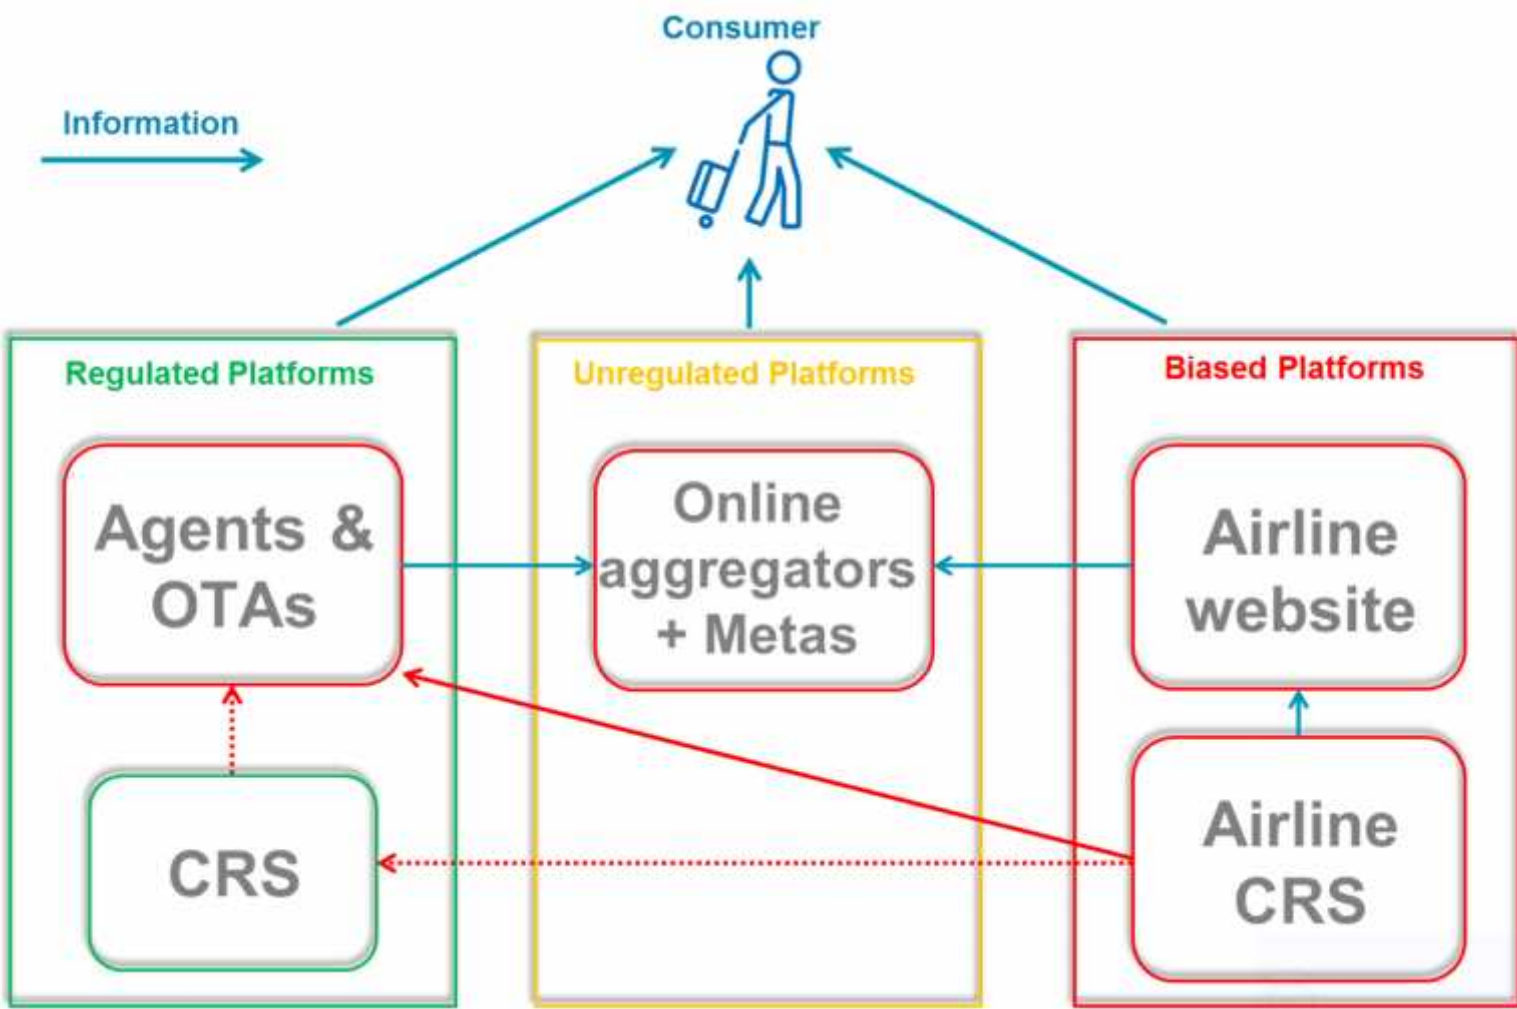 Consumer
Information
Regulated Platforms
Unregulated Platforms
Biased Platforms
Agents &
OTAs
Online
aggregators
+ Metas
Airline
website
CRS
Airline
CRS